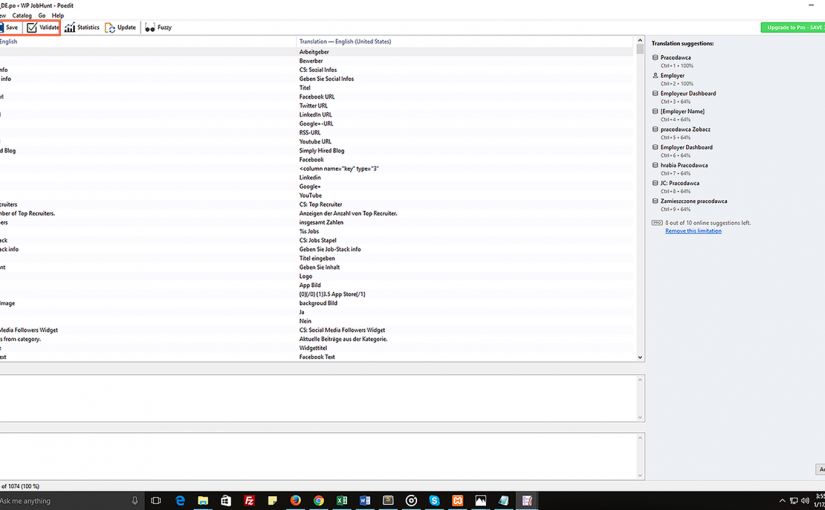 _DE.po • WP JobHunt - Poedit
ew Catalog Go Help
Save Validate Statistics Update Fuzzy
Upgrade to Pro - SAVE
English Translation — English (United States)
Arbeitgeber
Bewerber
nfo CS: Sozial Infos
info Geben Sie Social Infos
Titel
Facebook URL
Twitter URL
LinkedIn URL
Google+-URL
RSS-URL
Youtube URL
d Blog Simply Hired Blog
Facebook
<column name="key" type="3"
Linkedin
Google+
YouTube
cruiters CS: Top Recruiter
mber of Top Recruiters. Anzeigen der Anzahl von Top Recruiter.
ers insgesamt Zahlen
%s Jobs
ack CS: Jobs Stapel
ack info Geben Sie Job-Stack info
Titel eingeben
nt Geben Sie Inhalt
Logo
App Bild
{0}{/0} {1}3.5 App Store{/1}
mage backgroud Bild
Ja
Nein
Media Followers Widget CS: Social Media Followers Widget
s from category. Aktuelle Beiträge aus der Kategorie.
Widgettitel
ext Facebook Text
Translation suggestions:
Pracodawca
Ctrl+1 • 100%
Employer
Ctrl+2 • 100%
Employeur Dashboard
Ctrl+3 • 64%
[Employer Name]
Ctrl+4 • 64%
pracodawca Zobacz
Ctrl+5 • 64%
Employer Dashboard
Ctrl+6 • 64%
hrabia Pracodawca
Ctrl+7 • 64%
JC: Pracodawca
Ctrl+8 • 64%
Zamieszczone pracodawca
Ctrl+9 • 64%
PRO 8 out of 10 online suggestions left.
Remove this limitation
of 1074 (100 %)
Ask me anything
3:55
1/17/